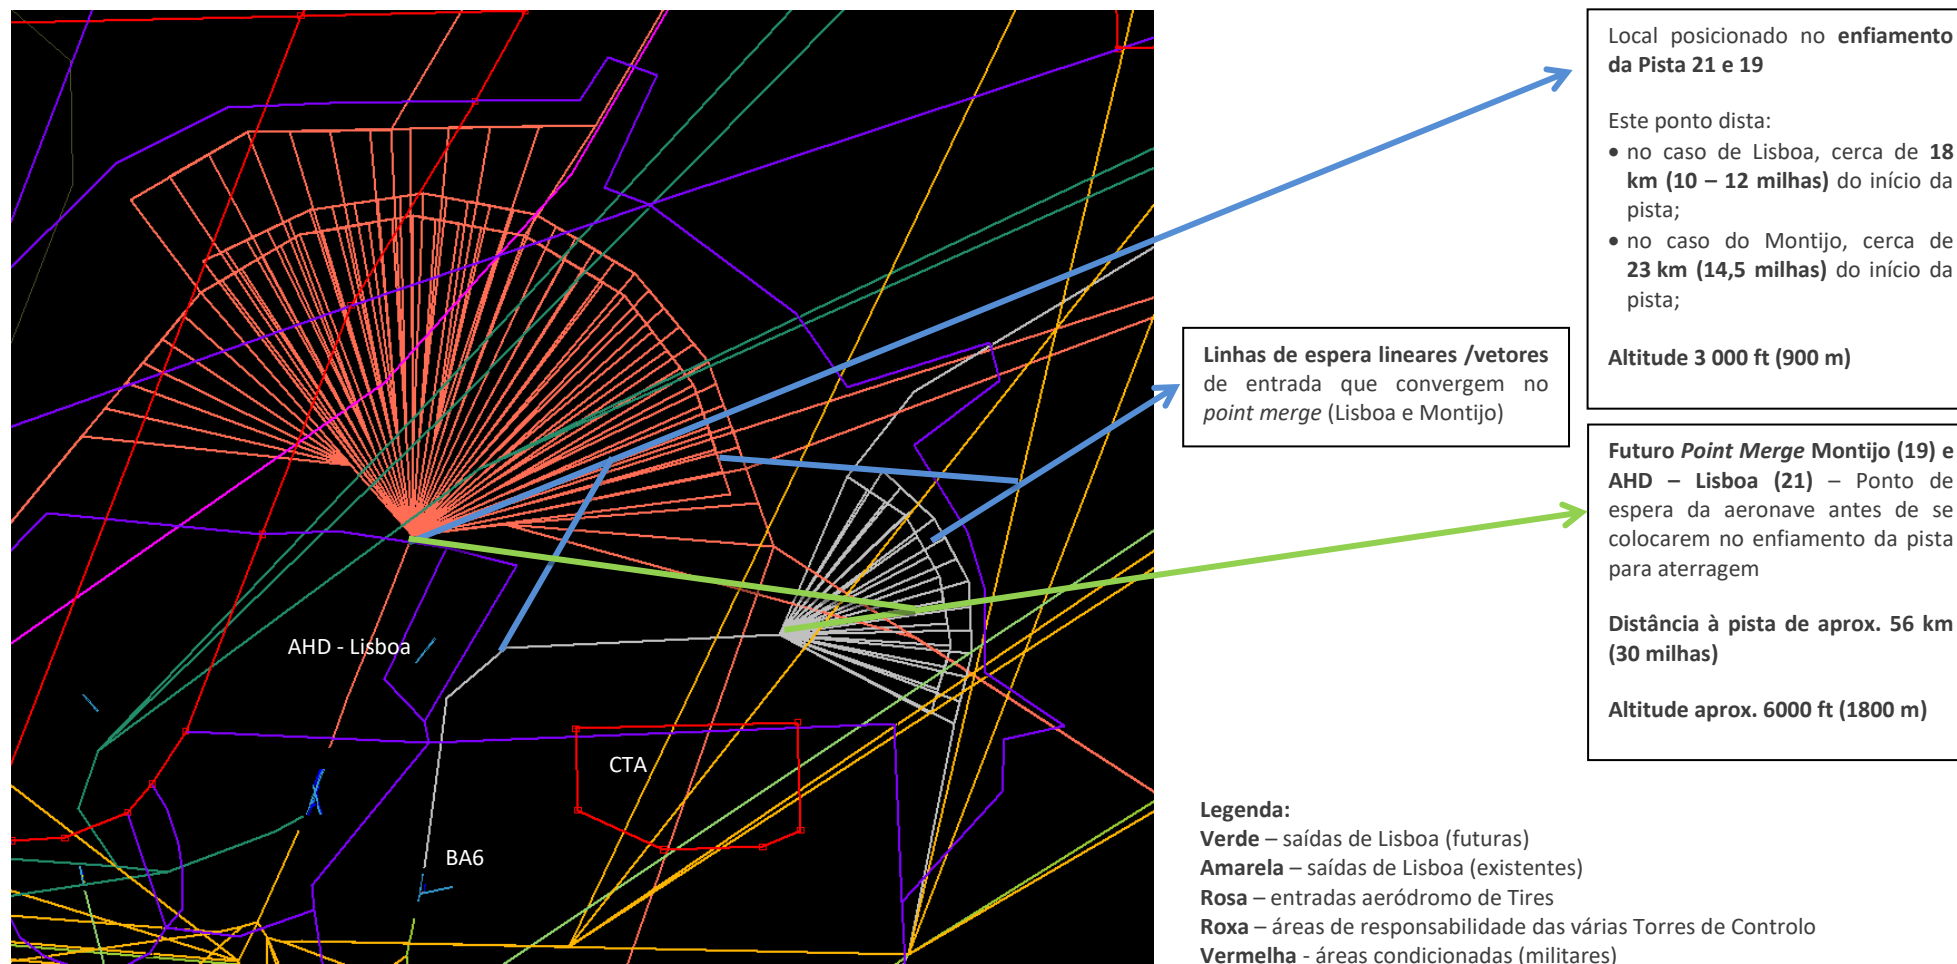 Local posicionado no enfiamento
da Pista 21 e 19
Este ponto dista:
• no caso de Lisboa, cerca de 18
km (10 – 12 milhas) do início da
pista;
• no caso do Montijo, cerca de
23 km (14,5 milhas) do início da
pista;
Altitude 3 000 ft (900 m)
Linhas de espera lineares /vetores
de entrada que convergem no
point merge (Lisboa e Montijo)
Futuro Point Merge Montijo (19) e
AHD – Lisboa (21) – Ponto de
espera da aeronave antes de se
colocarem no enfiamento da pista
para aterragem
Distância à pista de aprox. 56 km
(30 milhas)
Altitude aprox. 6000 ft (1800 m)
AHD - Lisboa
CTA
BA6
Legenda:
Verde – saídas de Lisboa (futuras)
Amarela – saídas de Lisboa (existentes)
Rosa – entradas aeródromo de Tires
Roxa – áreas de responsabilidade das várias Torres de Controlo
Vermelha - áreas condicionadas (militares)